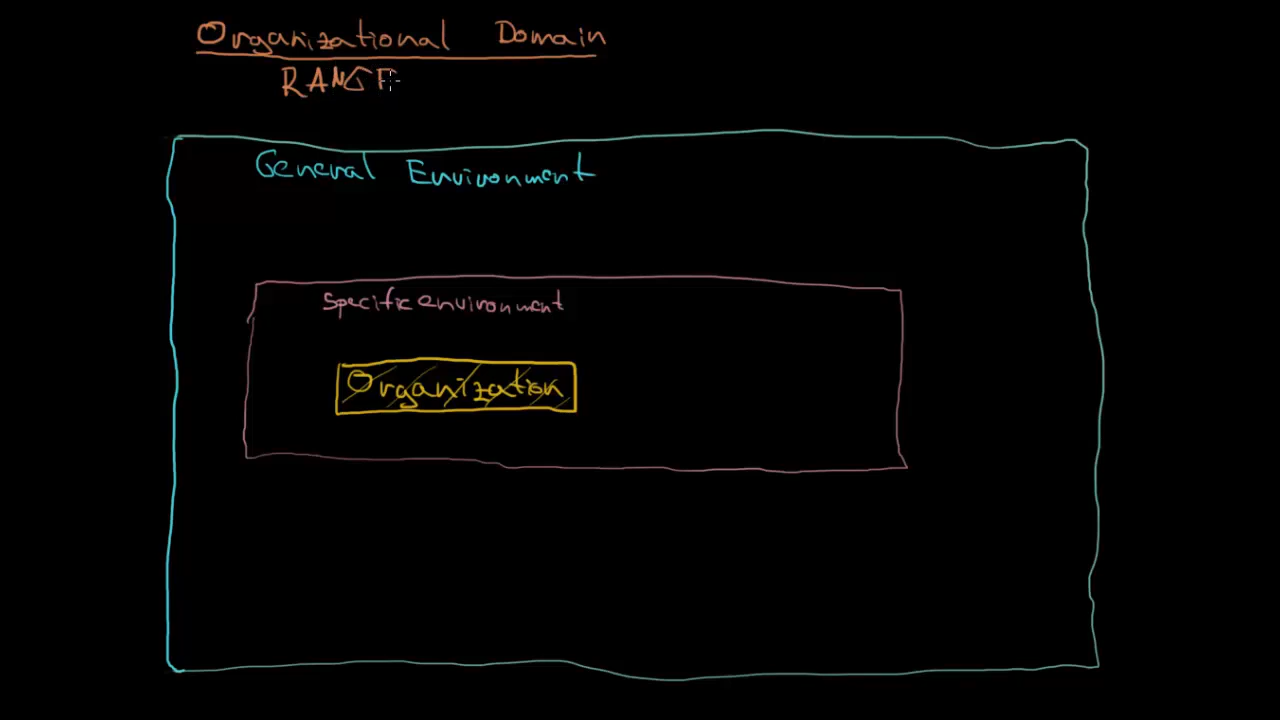 Organizational Domain
RANGE
General Environment
Specific environment
Organization